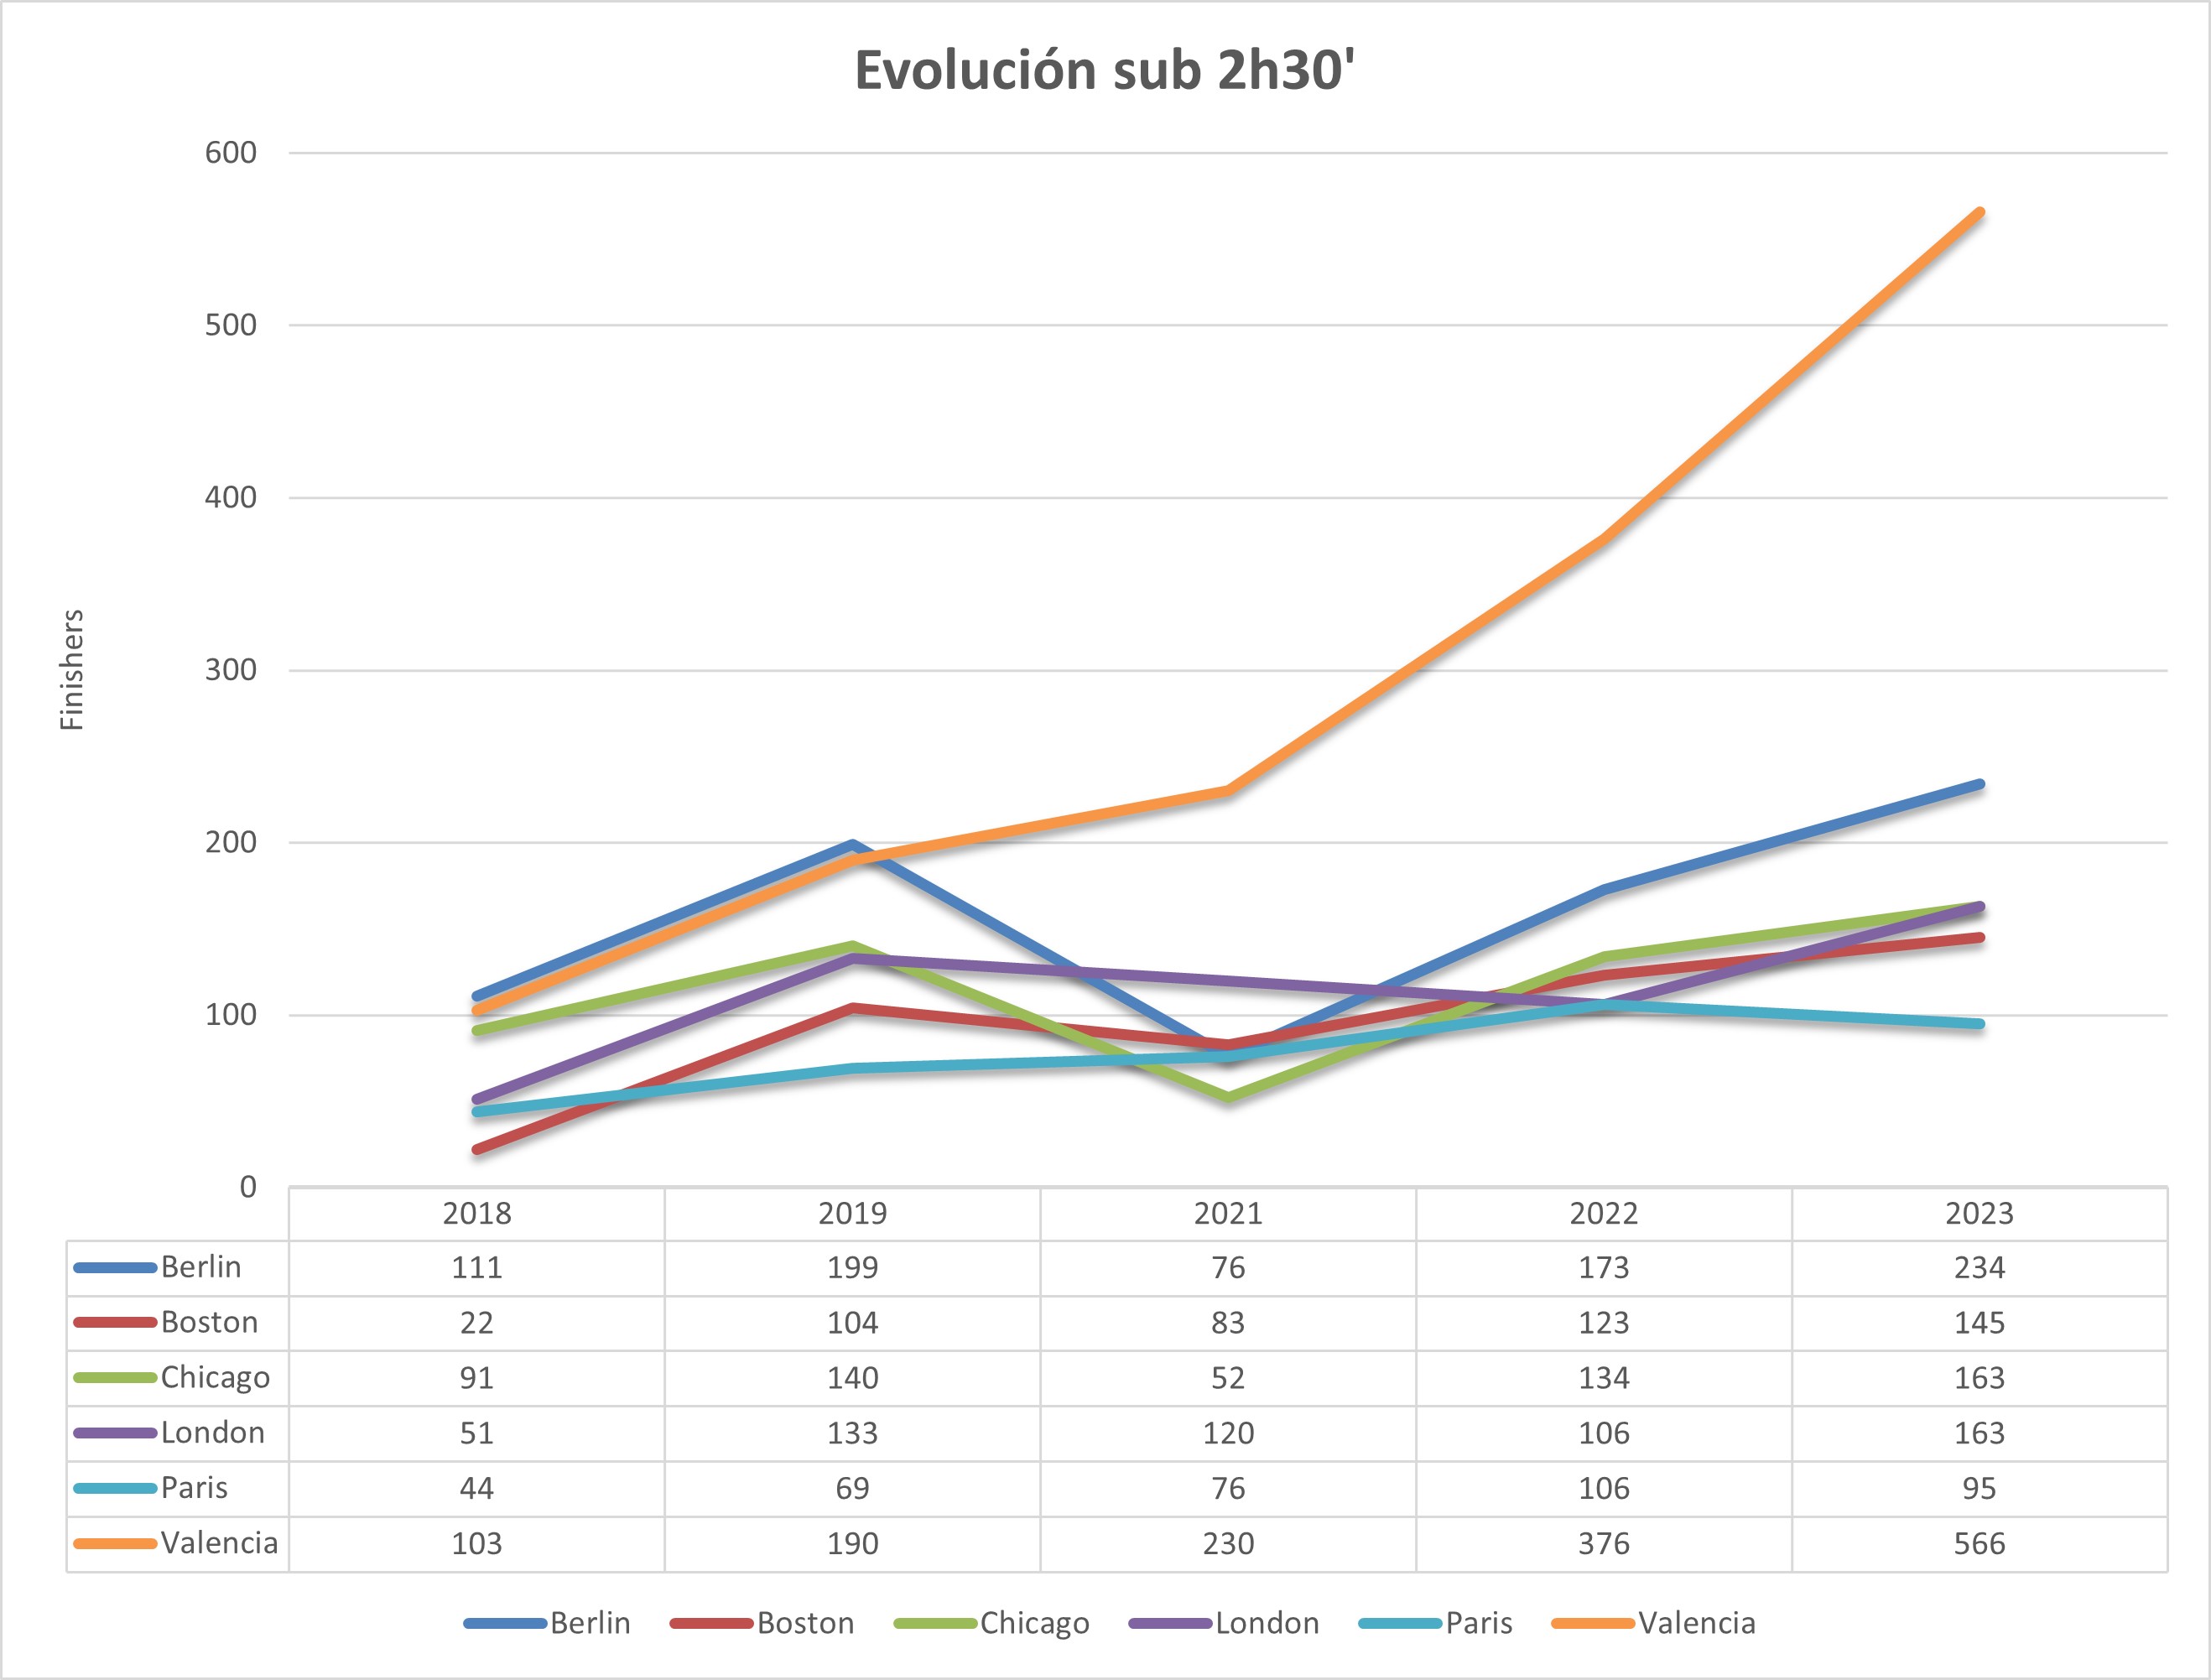 Evolución sub 2h30'
600
500
400
300
200
100
0
Finishers
2018 2019 2021 2022 2023
Berlin 111 199 76 173 234
Boston 22 104 83 123 145
Chicago 91 140 52 134 163
London 51 133 120 106 163
Paris 44 69 76 106 95
Valencia 103 190 230 376 566
Berlin Boston Chicago London Paris Valencia